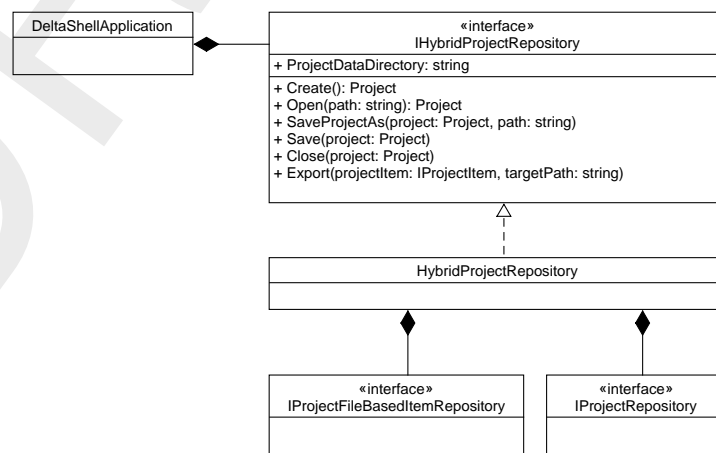 DeltaShellApplication
«interface»
IHybridProjectRepository
+ ProjectDataDirectory: string
+ Create(): Project
+ Open(path: string): Project
+ SaveProjectAs(project: Project, path: string)
+ Save(project: Project)
+ Close(project: Project)
+ Export(projectItem: IProjectItem, targetPath: string)
HybridProjectRepository
«interface»
IProjectFileBasedItemRepository
«interface»
IProjectRepository